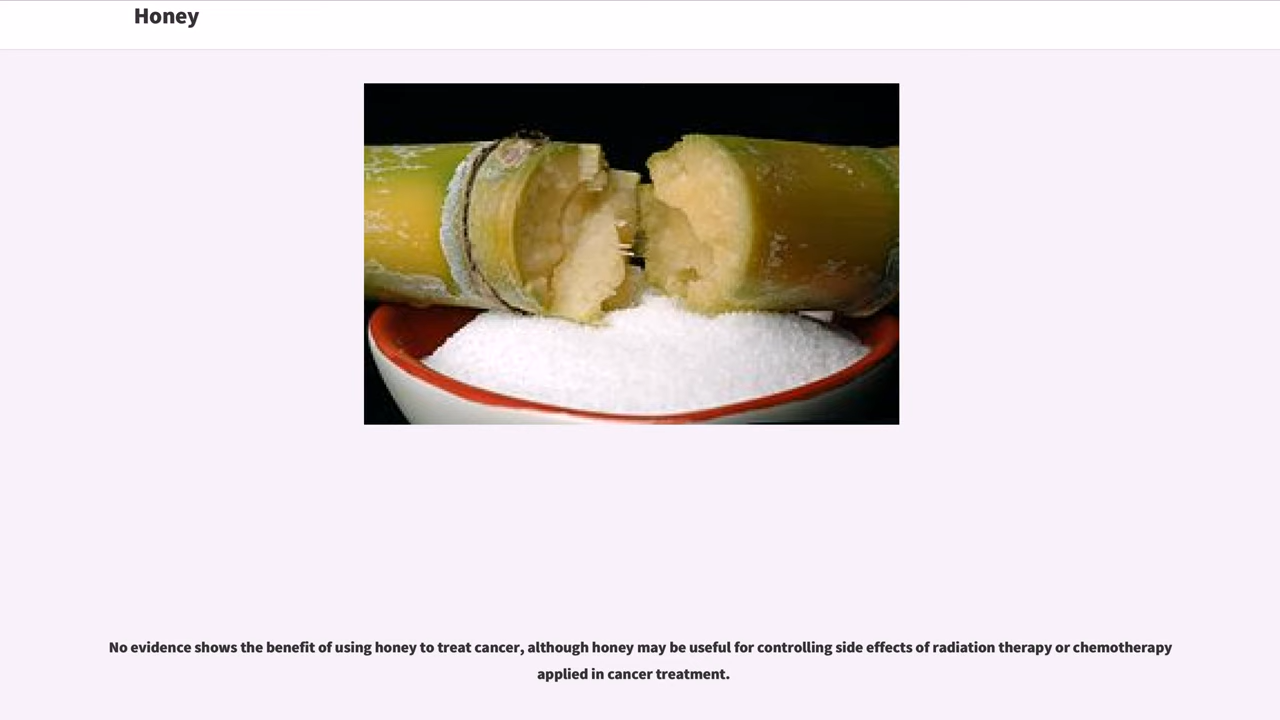 Honey
No evidence shows the benefit of using honey to treat cancer, although honey may be useful for controlling side effects of radiation therapy or chemotherapy
applied in cancer treatment.